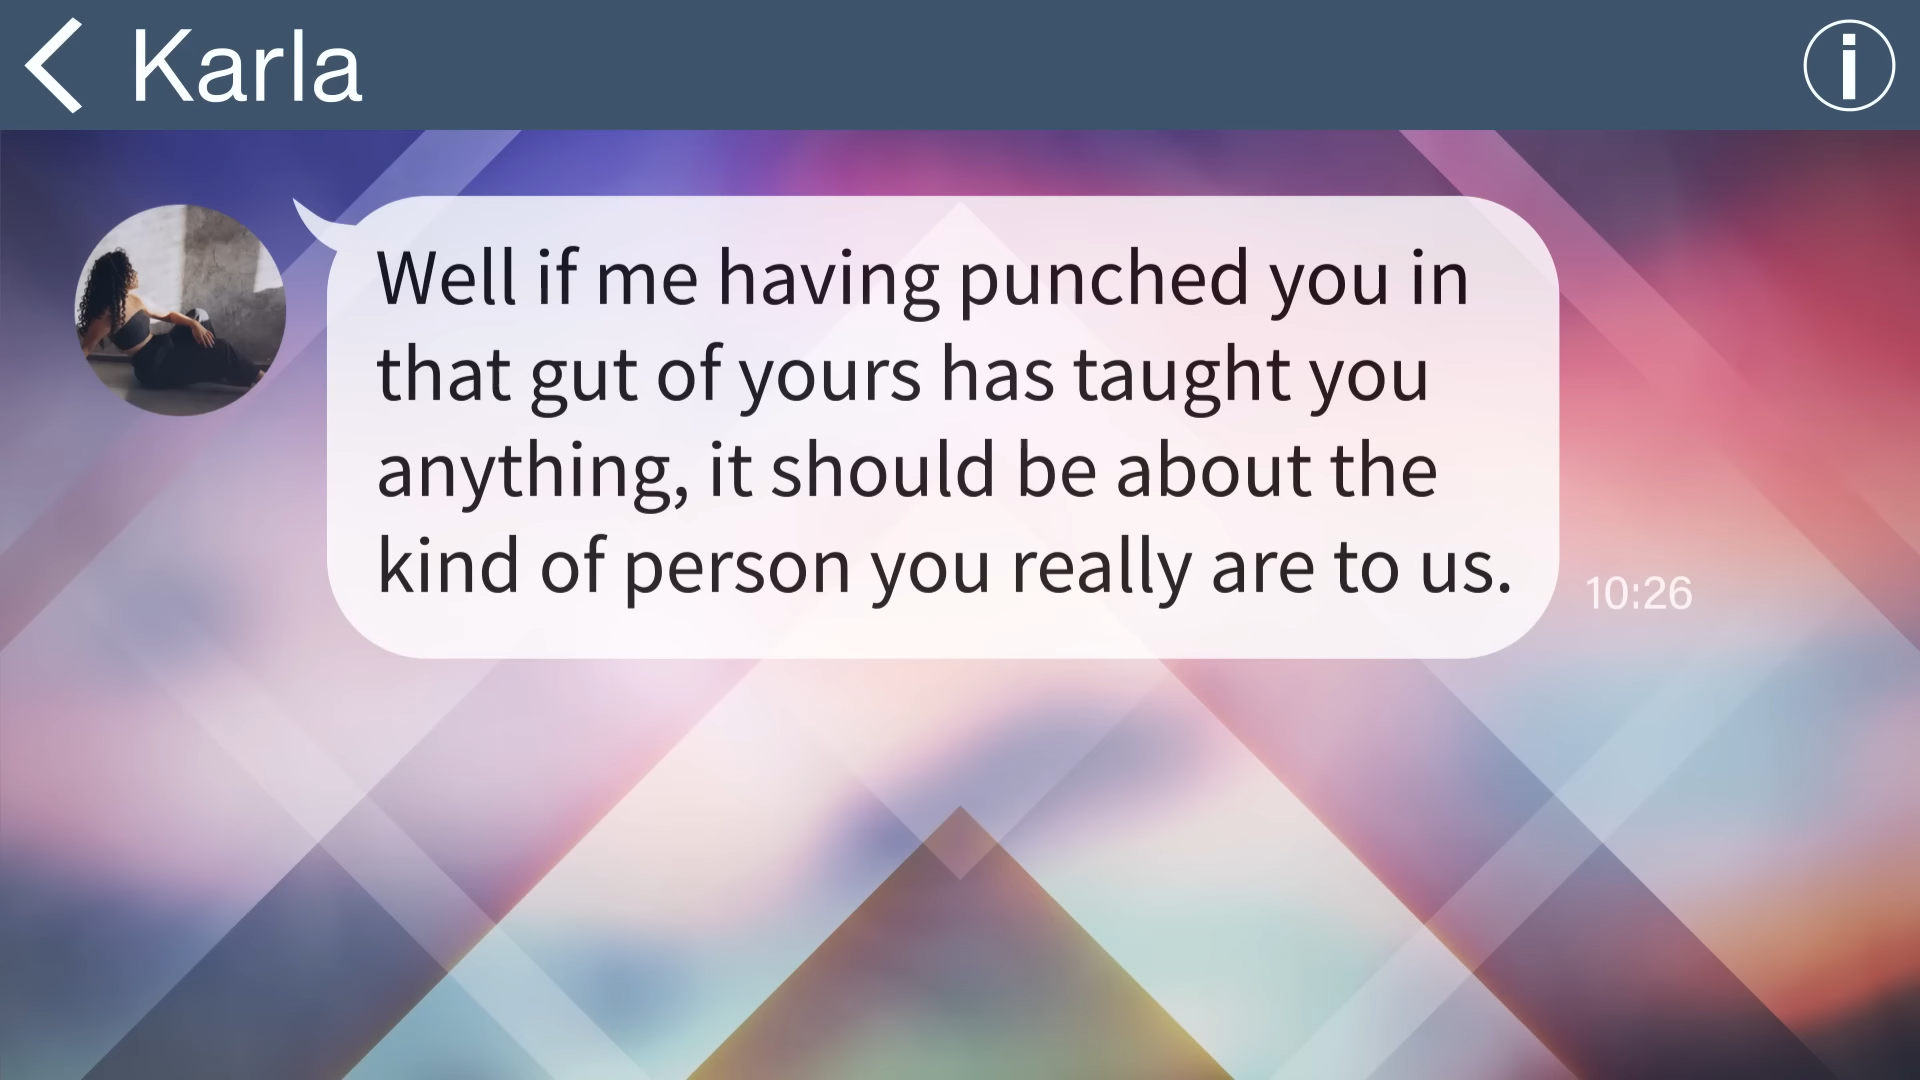 Karla
Well if me having punched you in
that gut of yours has taught you
anything, it should be about the
kind of person you really are to us.
10:26